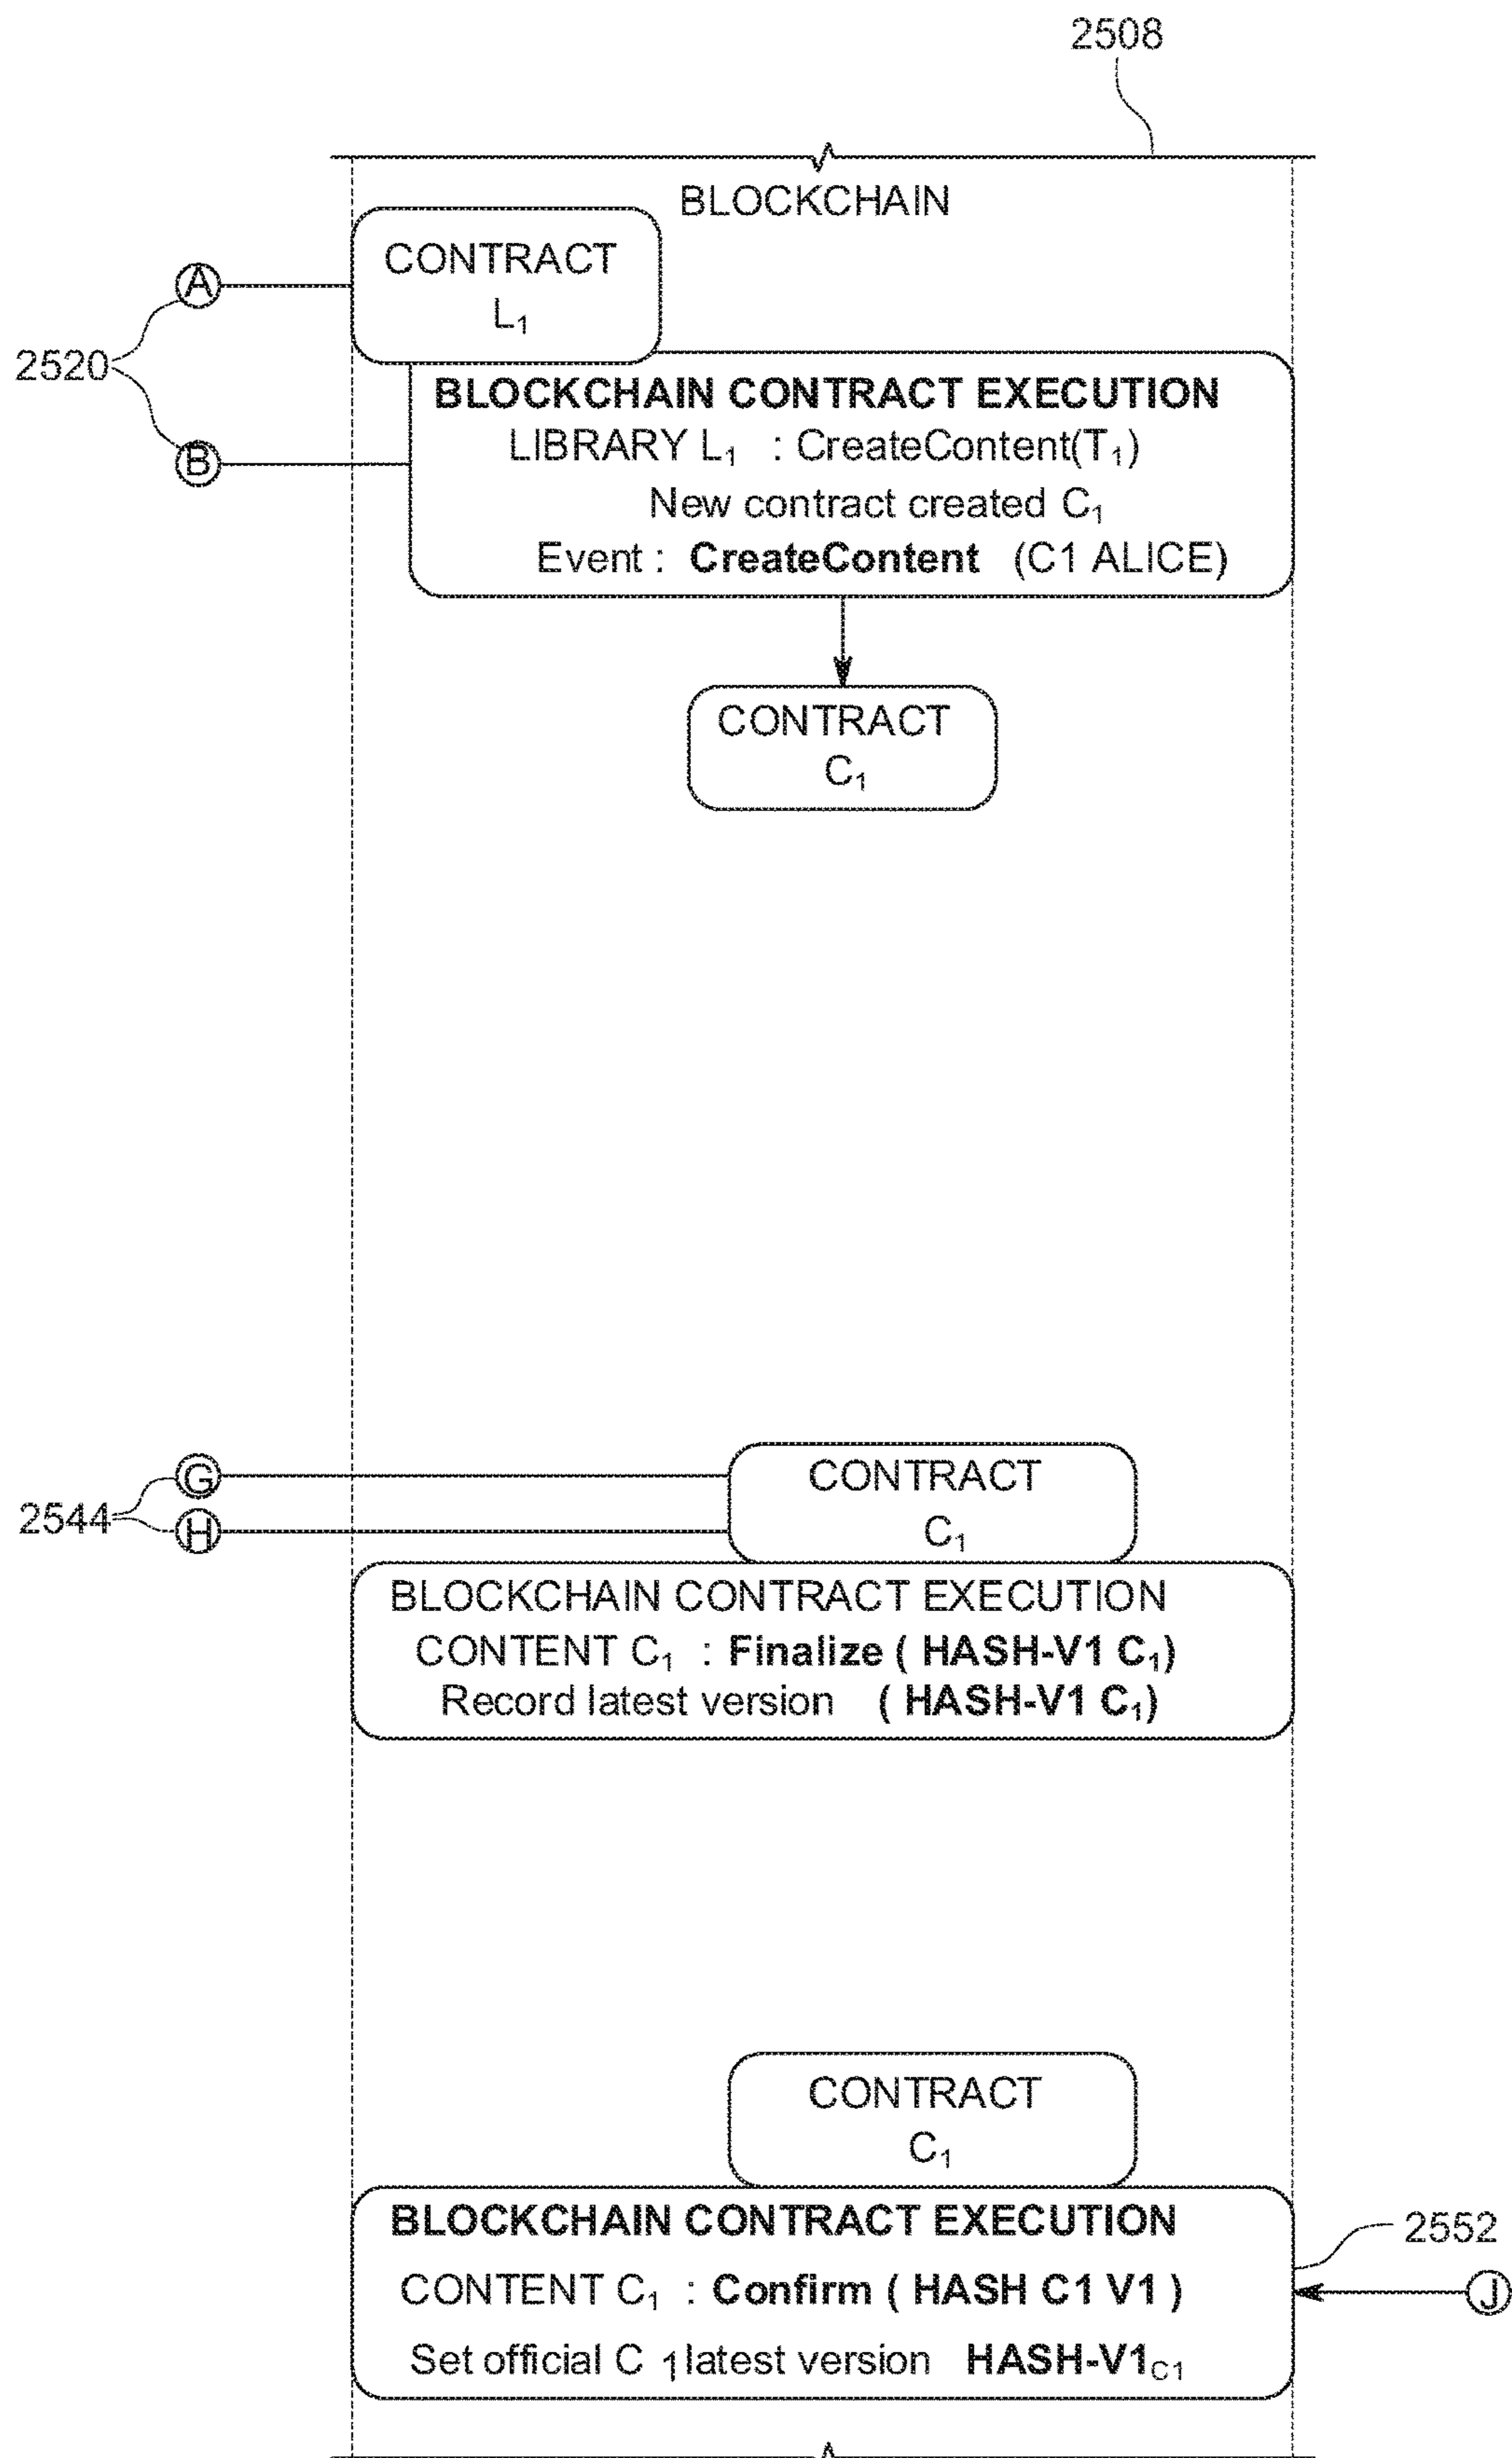 2508
BLOCKCHAIN
CONTRACT
L₁
A
2520
BLOCKCHAIN CONTRACT EXECUTION
LIBRARY L₁ : CreateContent(T₁)
B
New contract created C₁
Event : CreateContent (C1 ALICE)
CONTRACT
C₁
G
CONTRACT
2544
H
C₁
BLOCKCHAIN CONTRACT EXECUTION
CONTENT C₁ : Finalize ( HASH-V1 C₁)
Record latest version ( HASH-V1 C₁)
CONTRACT
C₁
BLOCKCHAIN CONTRACT EXECUTION
2552
CONTENT C₁ : Confirm ( HASH C1 V1 )
J
Set official C 1 latest version HASH-V1C1